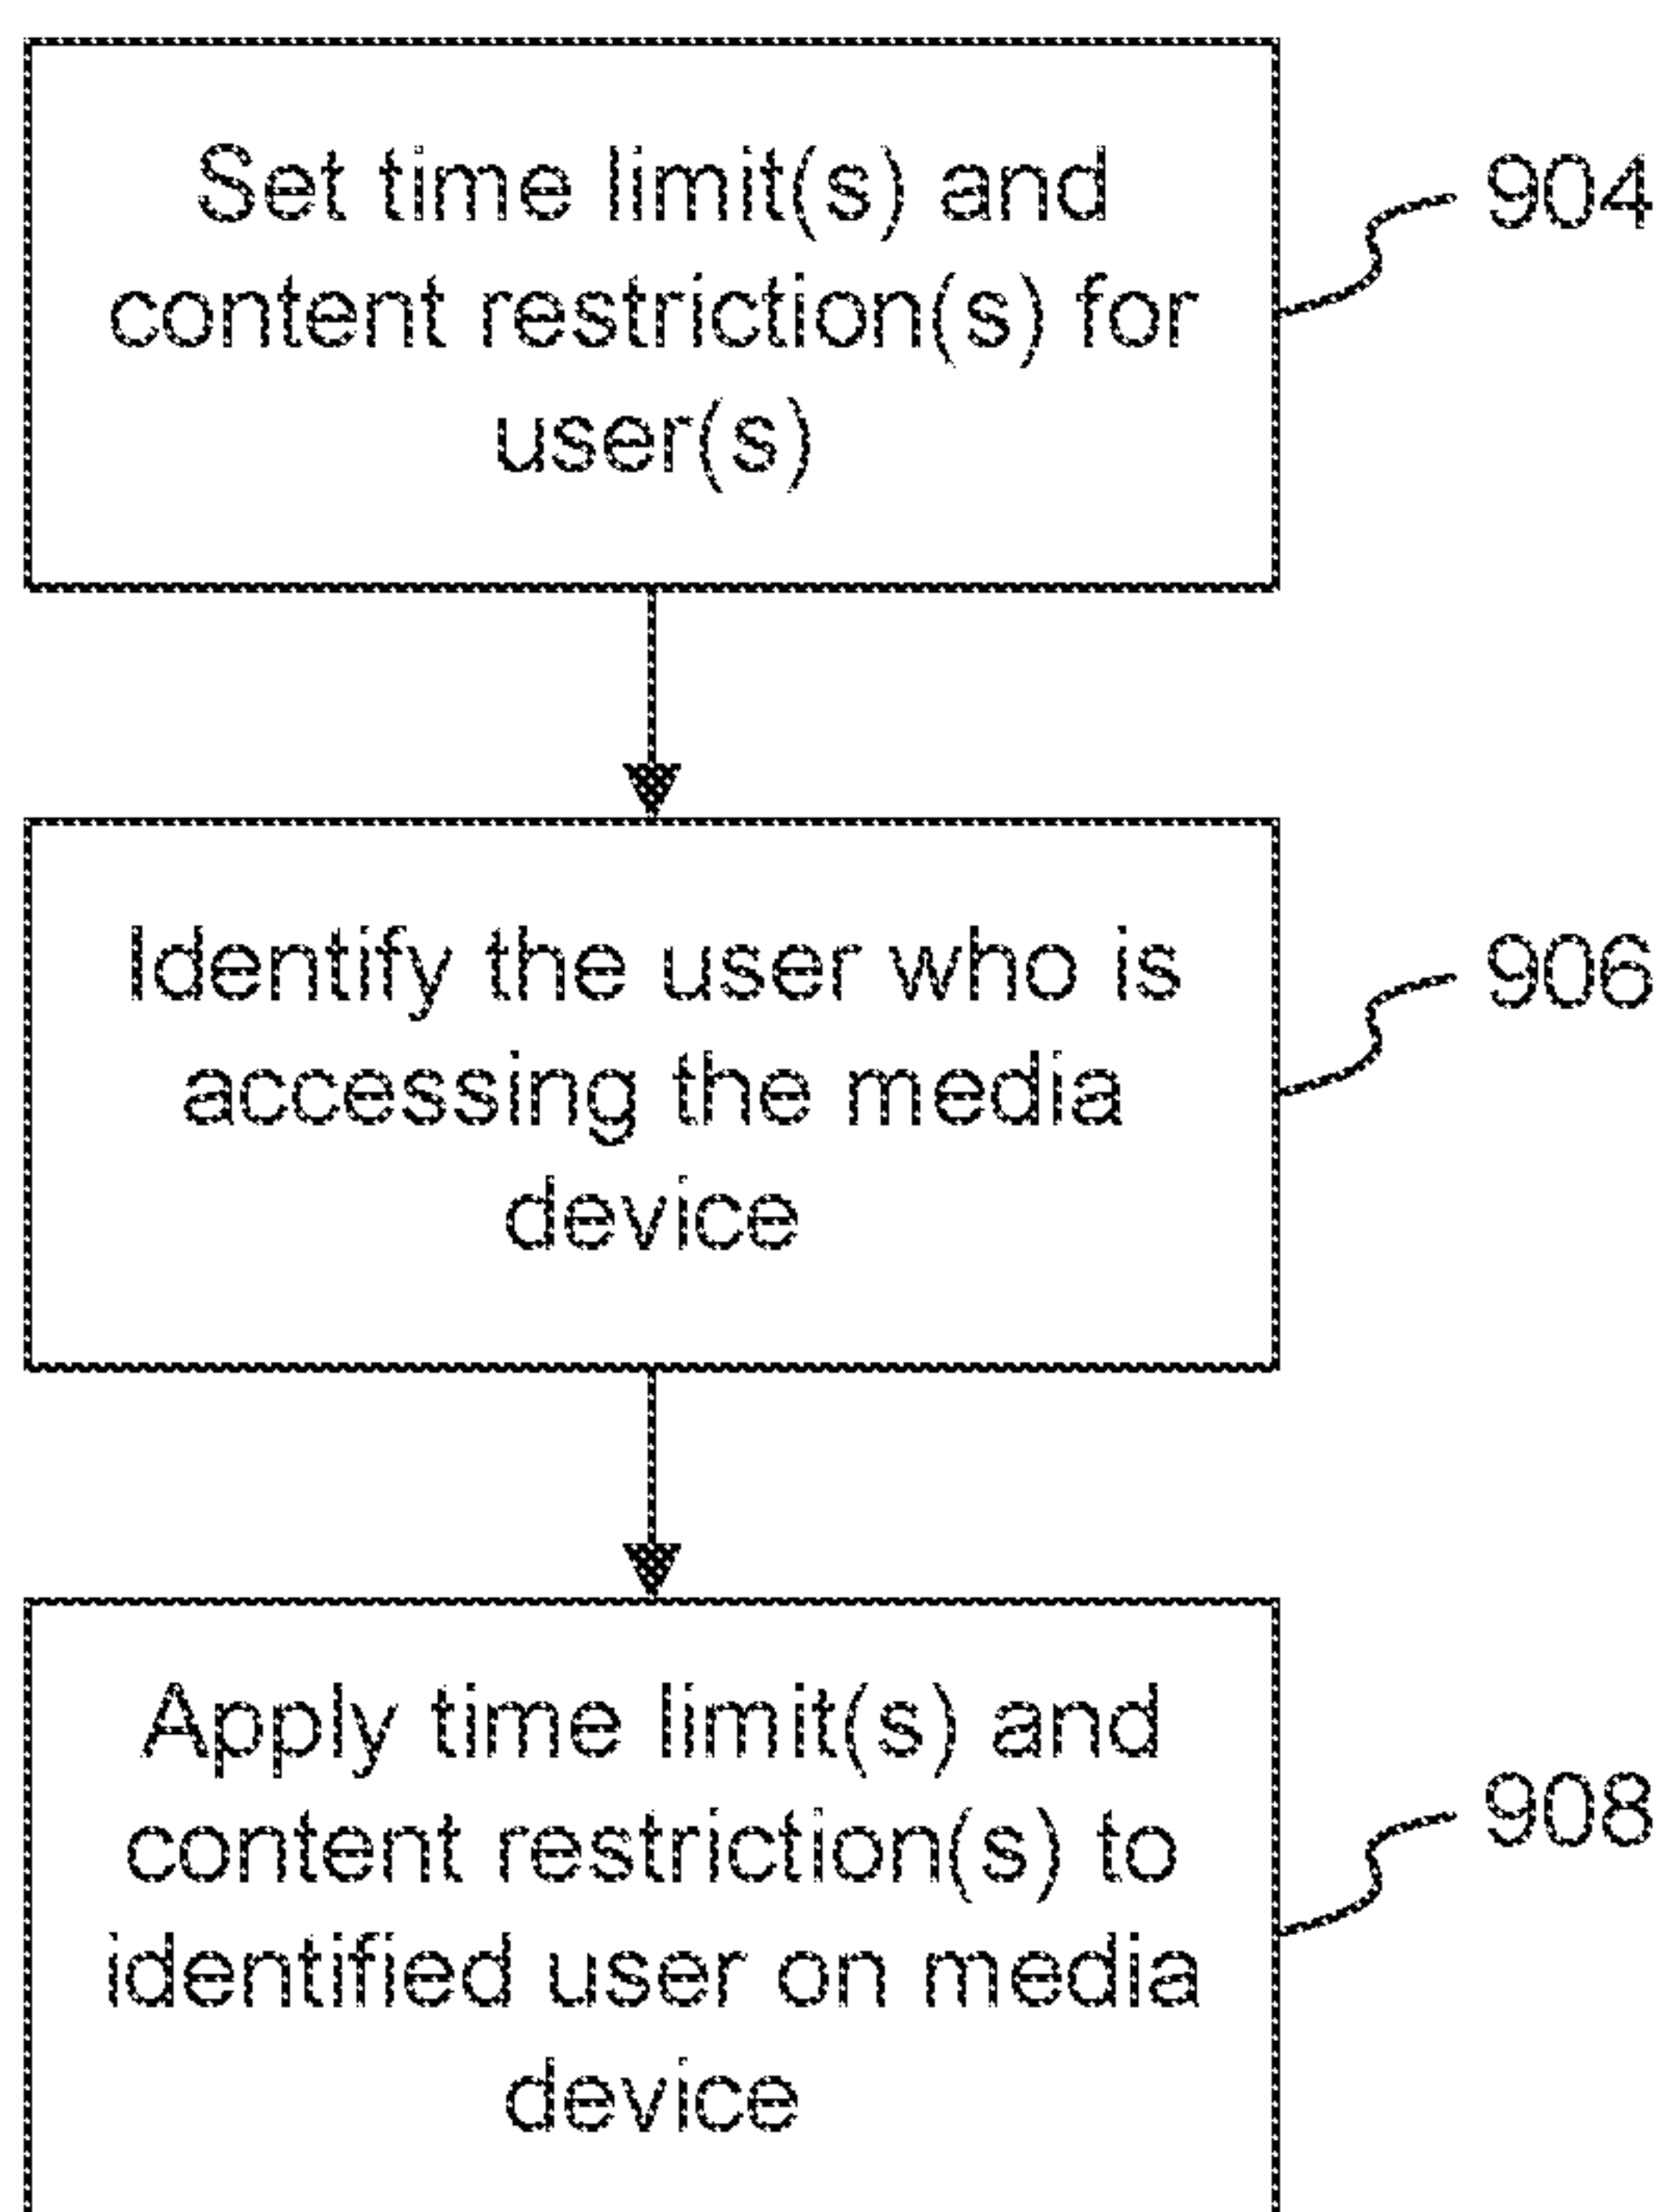 Set time limit(s) and
content restriction(s) for
user(s)
904
Identify the user who is
accessing the media
device
906
Apply time limit(s) and
content restriction(s) to
identified user on media
device
908